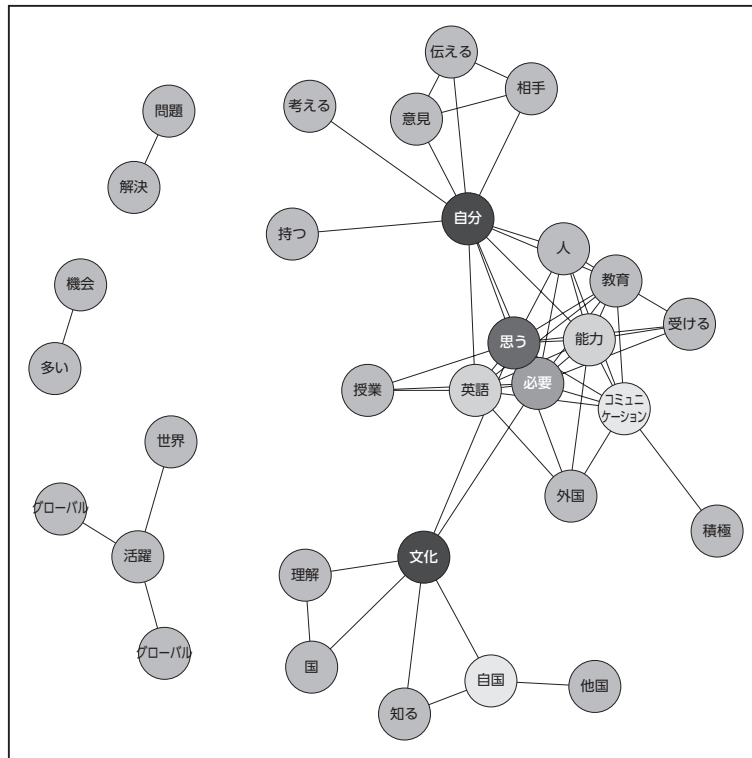 伝える
相手
考える
意見
問題
解決
自分
持つ
人
教育
機会
受ける
思う
能力
多い
授業
英語
必要
コミュニ
ケーション
世界
外国
グローバル
積極
活躍
文化
理解
グローバル
国
自国
他国
知る